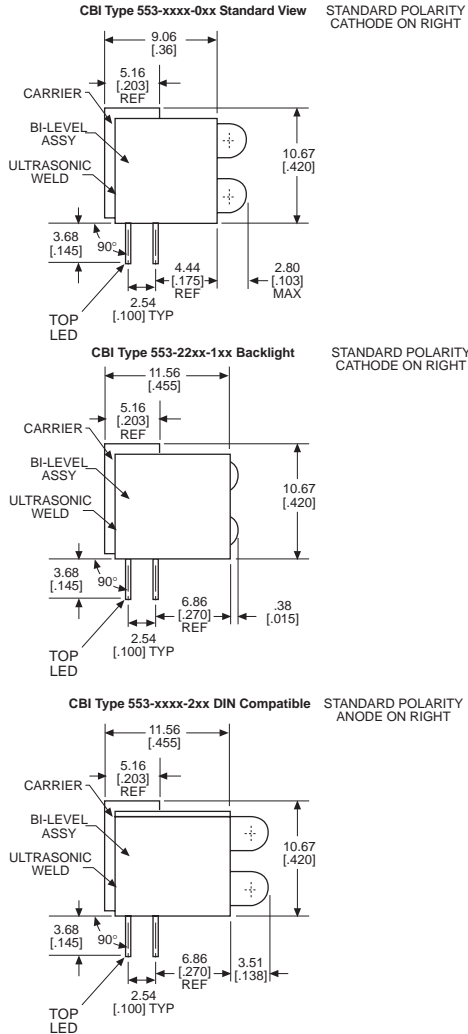 CBI Type 553-xxxx-0xx Standard View
STANDARD POLARITY
CATHODE ON RIGHT
9.06
[.36]
5.16
[.203]
REF
CARRIER
BI-LEVEL
ASSY
ULTRASONIC
WELD
10.67
[.420]
3.68
[.145]
90°
4.44
[.175]
REF
2.80
[.103]
MAX
2.54
[.100] TYP
TOP
LED
CBI Type 553-22xx-1xx Backlight
STANDARD POLARITY
CATHODE ON RIGHT
11.56
[.455]
5.16
[.203]
REF
CARRIER
BI-LEVEL
ASSY
ULTRASONIC
WELD
10.67
[.420]
3.68
[.145]
90°
6.86
[.270]
REF
.38
[.015]
2.54
[.100] TYP
TOP
LED
CBI Type 553-xxxx-2xx DIN Compatible
STANDARD POLARITY
ANODE ON RIGHT
11.56
[.455]
5.16
[.203]
REF
CARRIER
BI-LEVEL
ASSY
ULTRASONIC
WELD
10.67
[.420]
3.68
[.145]
90°
6.86
[.270]
REF
3.51
[.138]
2.54
[.100] TYP
TOP
LED